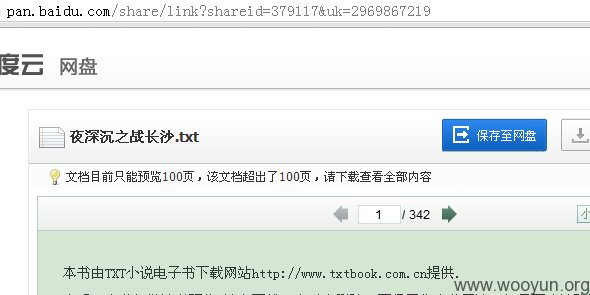 pan.baidu.com/share/link?shareid=379117&uk=2969867219
度云 网盘
夜深沉之战长沙.txt
保存至网盘
文档目前只能预览100页，该文档超出了100页，请下载查看全部内容
1 / 342
小
本书由TXT小说电子书下载网站http://www.txtbook.com.cn提供.
www.wooyun.org